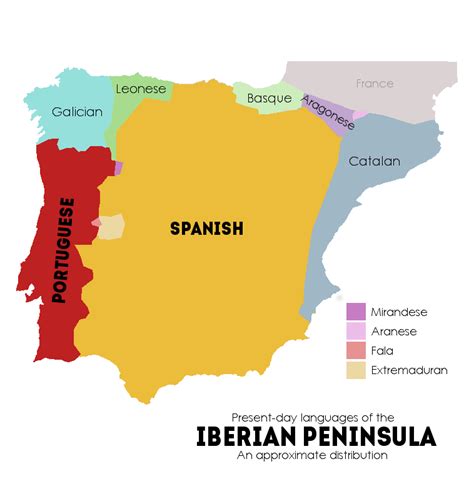 France
Leonese
Galician
Basque
Aragonese
Catalan
PORTUGUESE
SPANISH
Mirandese
Aranese
Fala
Extremaduran
Present-day languages of the
IBERIAN PENINSULA
An approximate distribution